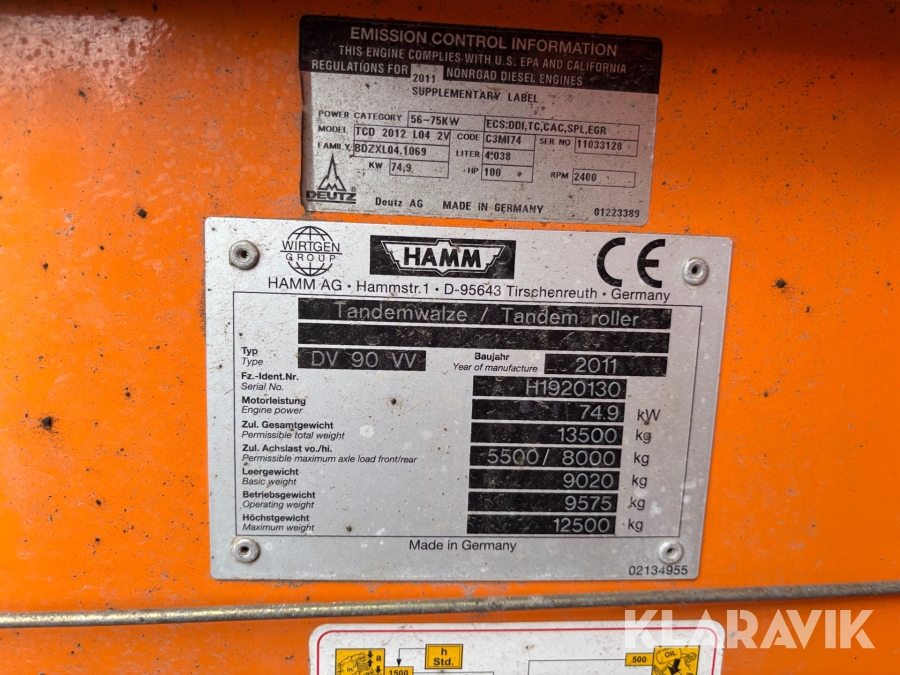 EMISSION CONTROL INFORMATION
THIS ENGINE COMPLIES WITH U.S. EPA AND CALIFORNIA
REGULATIONS FOR 2011 NONROAD DIESEL ENGINES
SUPPLEMENTARY LABEL
POWER CATEGORY 56-75KW ECS:DDI,TC,CAC,SPL,EGR
MODEL TCD 2012 L04 2V CODE C3MI74 SER NO 11033128
FAMILY BDZXL04.1069 LITER 4.038
KW 74,9 HP 100 RPM 2400
DEUTZ Deutz AG MADE IN GERMANY 01223389
WIRTGEN GROUP HAMM CE
HAMM AG · Hammstr.1 · D-95643 Tirschenreuth · Germany
Tandemwalze / Tandem roller
Typ Baujahr
Type DV 90 VV Year of manufacture 2011
Fz.-Ident.Nr.
Serial No. H1920130
Motorleistung
Engine power 74.9 kW
Zul. Gesamtgewicht
Permissible total weight 13500 kg
Zul. Achslast vo./hi.
Permissible maximum axle load front/rear 5500/ 8000 kg
Leergewicht
Basic weight 9020 kg
Betriebsgewicht
Operating weight 9575 kg
Höchstgewicht
Maximum weight 12500 kg
Made in Germany
02134955
KLARAVIK
a h Std. 500 OIL
1500